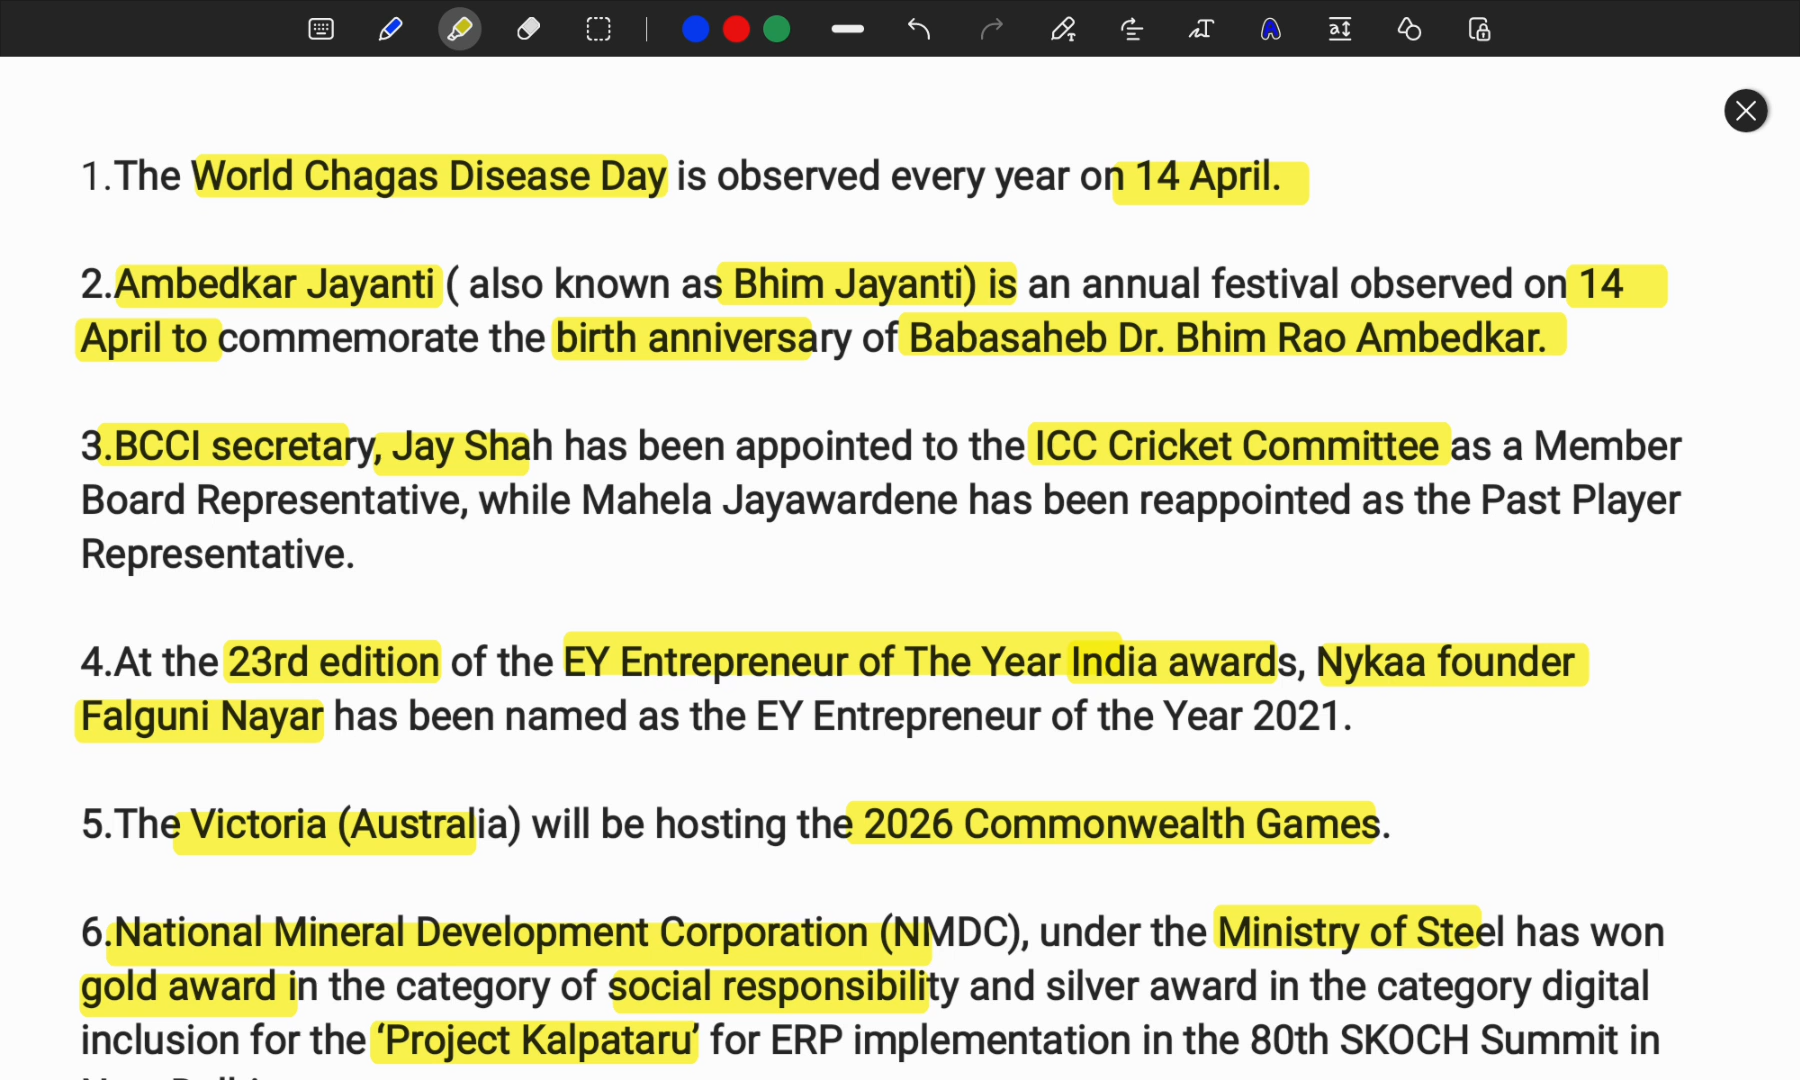 1.The World Chagas Disease Day is observed every year on 14 April.
2.Ambedkar Jayanti ( also known as Bhim Jayanti) is an annual festival observed on 14
April to commemorate the birth anniversary of Babasaheb Dr. Bhim Rao Ambedkar.
3.BCCI secretary, Jay Shah has been appointed to the ICC Cricket Committee as a Member
Board Representative, while Mahela Jayawardene has been reappointed as the Past Player
Representative.
4.At the 23rd edition of the EY Entrepreneur of The Year India awards, Nykaa founder
Falguni Nayar has been named as the EY Entrepreneur of the Year 2021.
5.The Victoria (Australia) will be hosting the 2026 Commonwealth Games.
6.National Mineral Development Corporation (NMDC), under the Ministry of Steel has won
gold award in the category of social responsibility and silver award in the category digital
inclusion for the ‘Project Kalpataru’ for ERP implementation in the 80th SKOCH Summit in